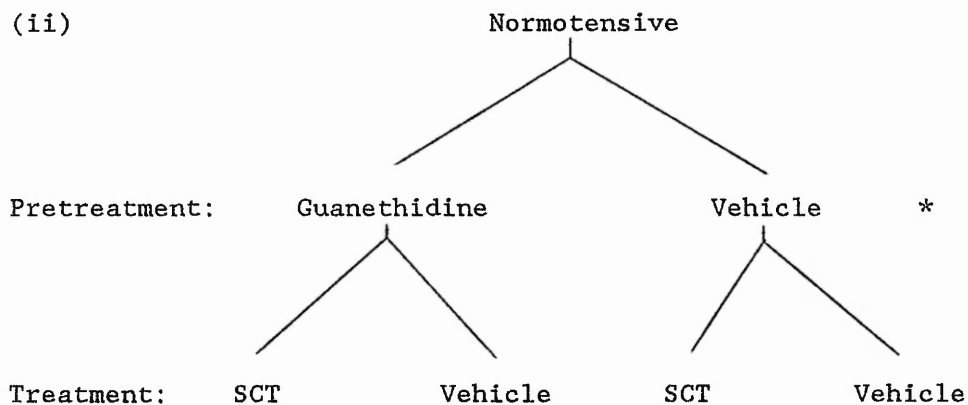 (ii) Normotensive
Pretreatment: Guanethidine Vehicle *
Treatment: SCT Vehicle SCT Vehicle